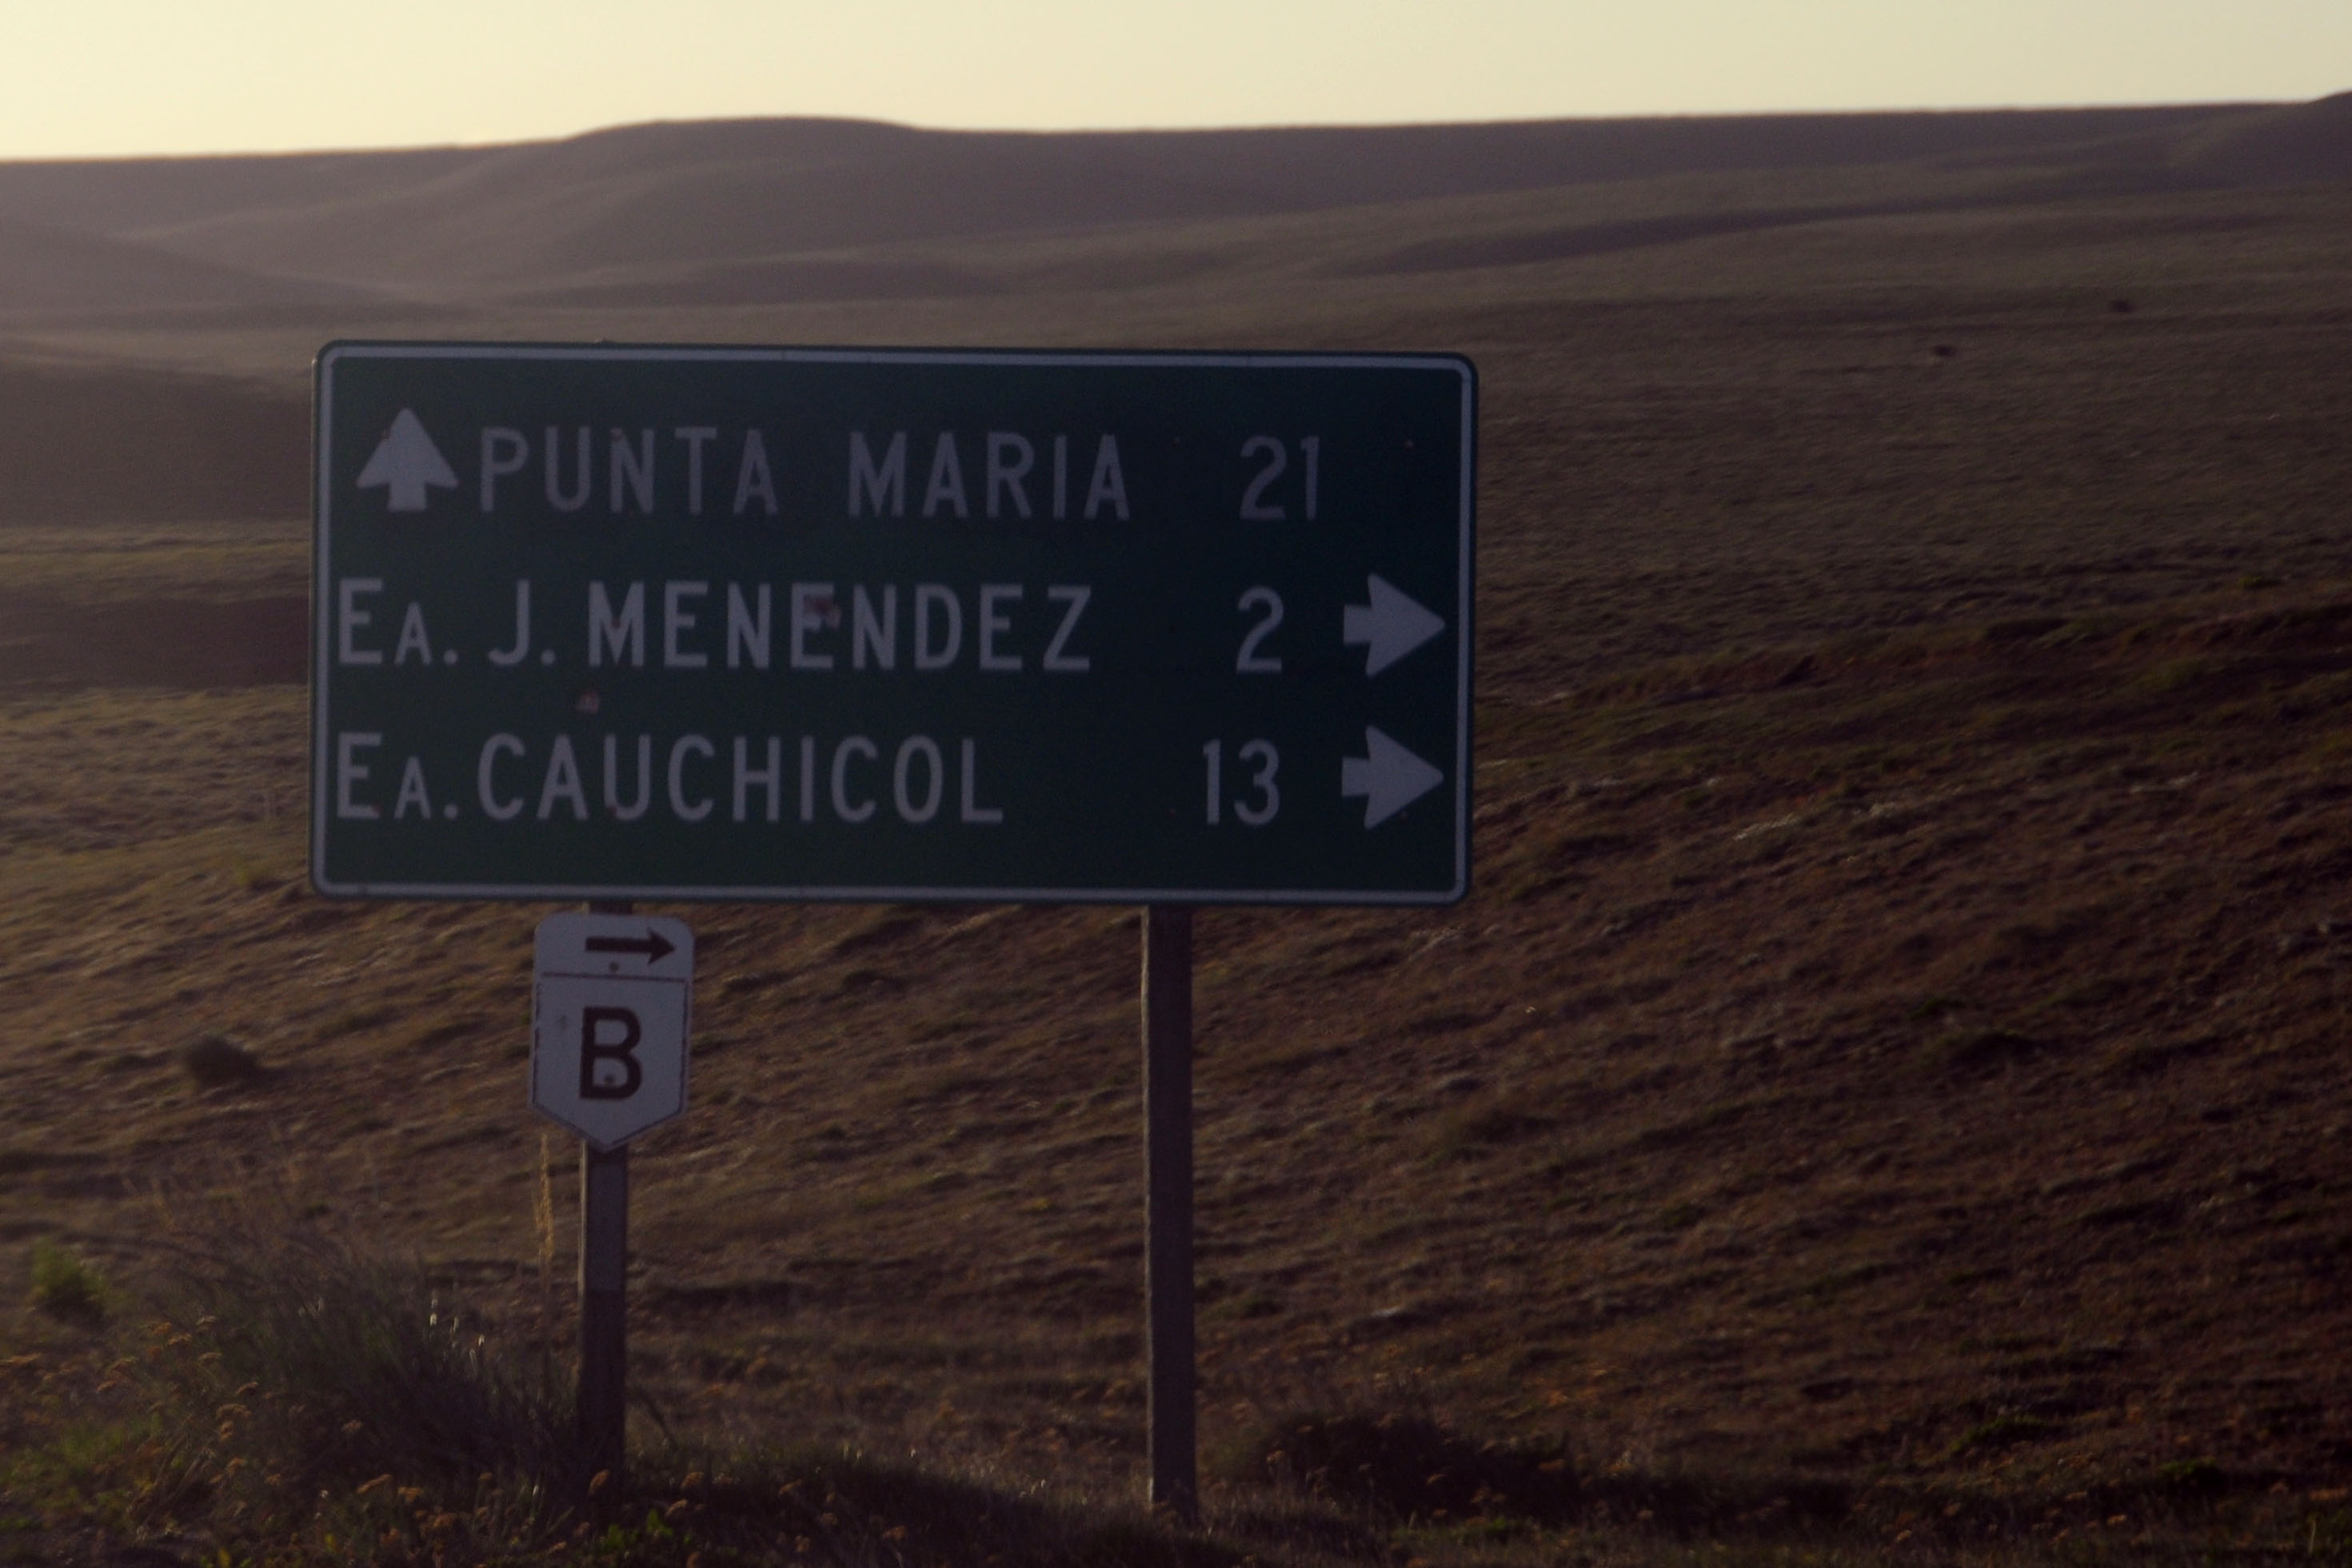 PUNTA MARIA 21
EA. J. MENENDEZ 2
EA. CAUCHICOL 13
B